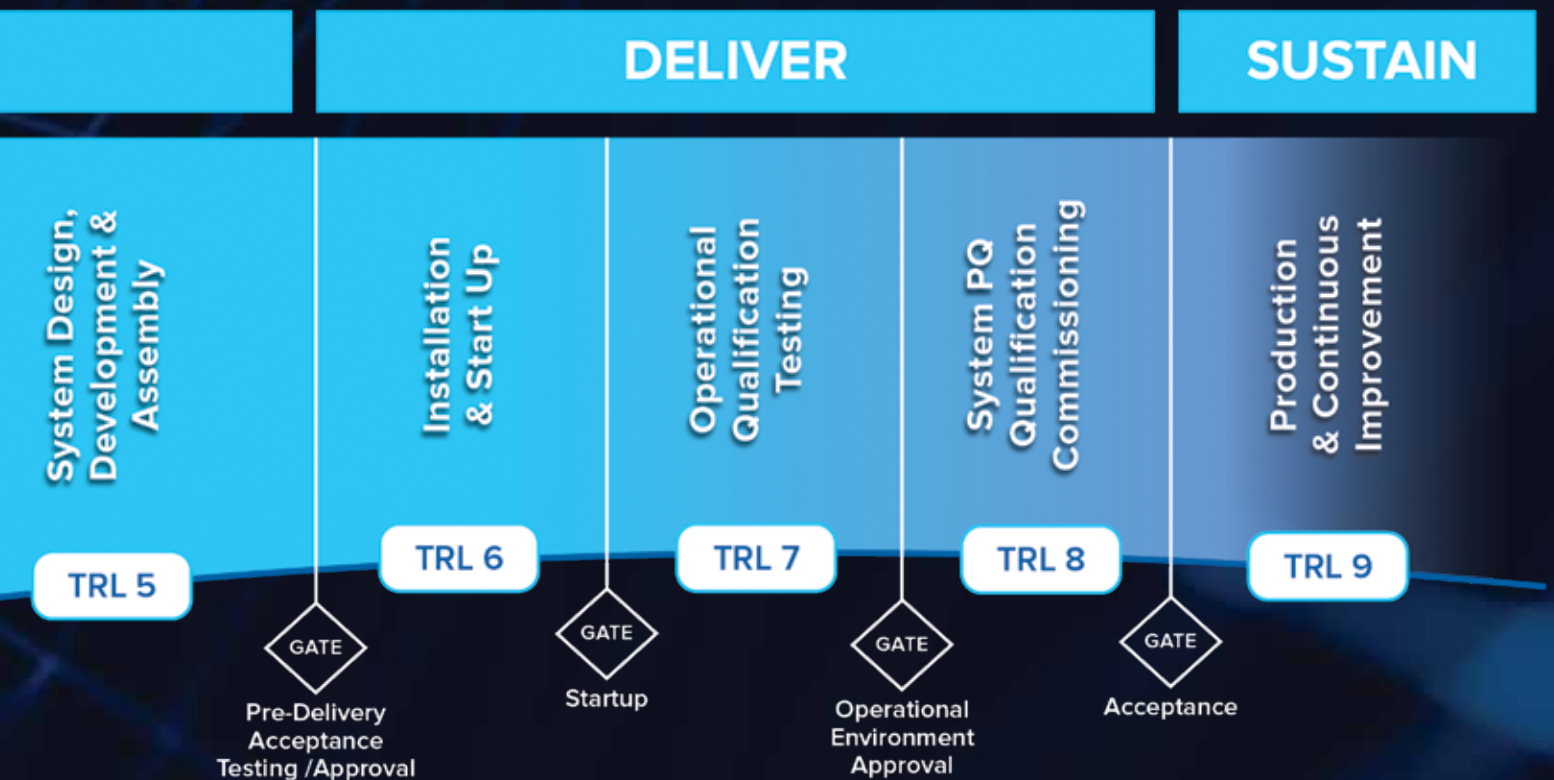 DELIVER
SUSTAIN
System Design,
Development &
Assembly
Installation
& Start Up
Operational
Qualification
Testing
System PQ
Qualification
Commissioning
Production
& Continuous
Improvement
TRL 5
TRL 6
TRL 7
TRL 8
TRL 9
GATE
Pre-Delivery
Acceptance
Testing /Approval
GATE
Startup
GATE
Operational
Environment
Approval
GATE
Acceptance